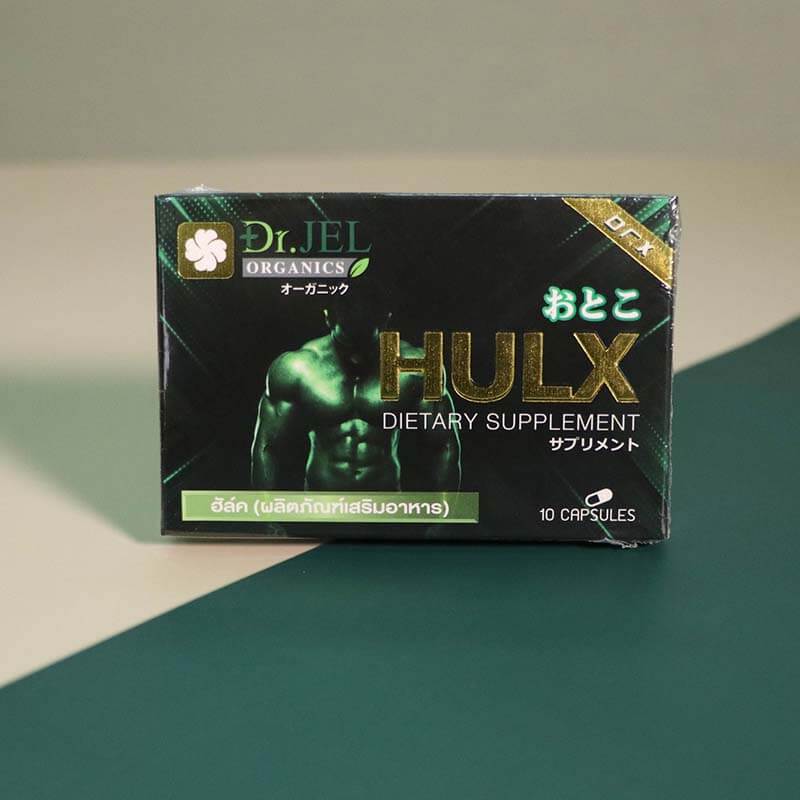 Dr.JEL
ORGANICS
オーガニック
Drx
おとこ
HULX
DIETARY SUPPLEMENT
サプリメント
ฮัล์ค (ผลิตภัณฑ์เสริมอาหาร)
10 CAPSULES